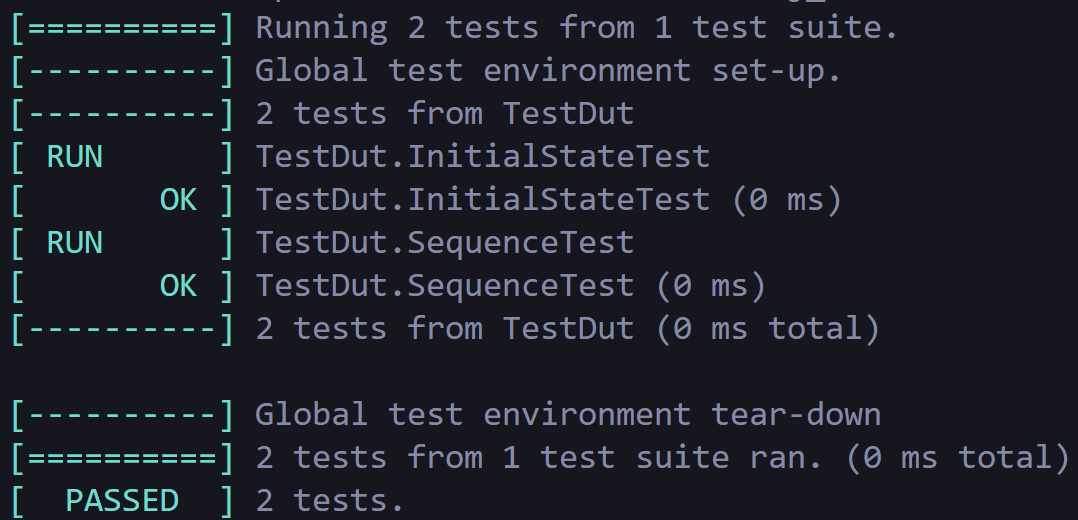 [==========] Running 2 tests from 1 test suite.
[----------] Global test environment set-up.
[----------] 2 tests from TestDut
[ RUN      ] TestDut.InitialStateTest
[       OK ] TestDut.InitialStateTest (0 ms)
[ RUN      ] TestDut.SequenceTest
[       OK ] TestDut.SequenceTest (0 ms)
[----------] 2 tests from TestDut (0 ms total)

[----------] Global test environment tear-down
[==========] 2 tests from 1 test suite ran. (0 ms total)
[  PASSED  ] 2 tests.